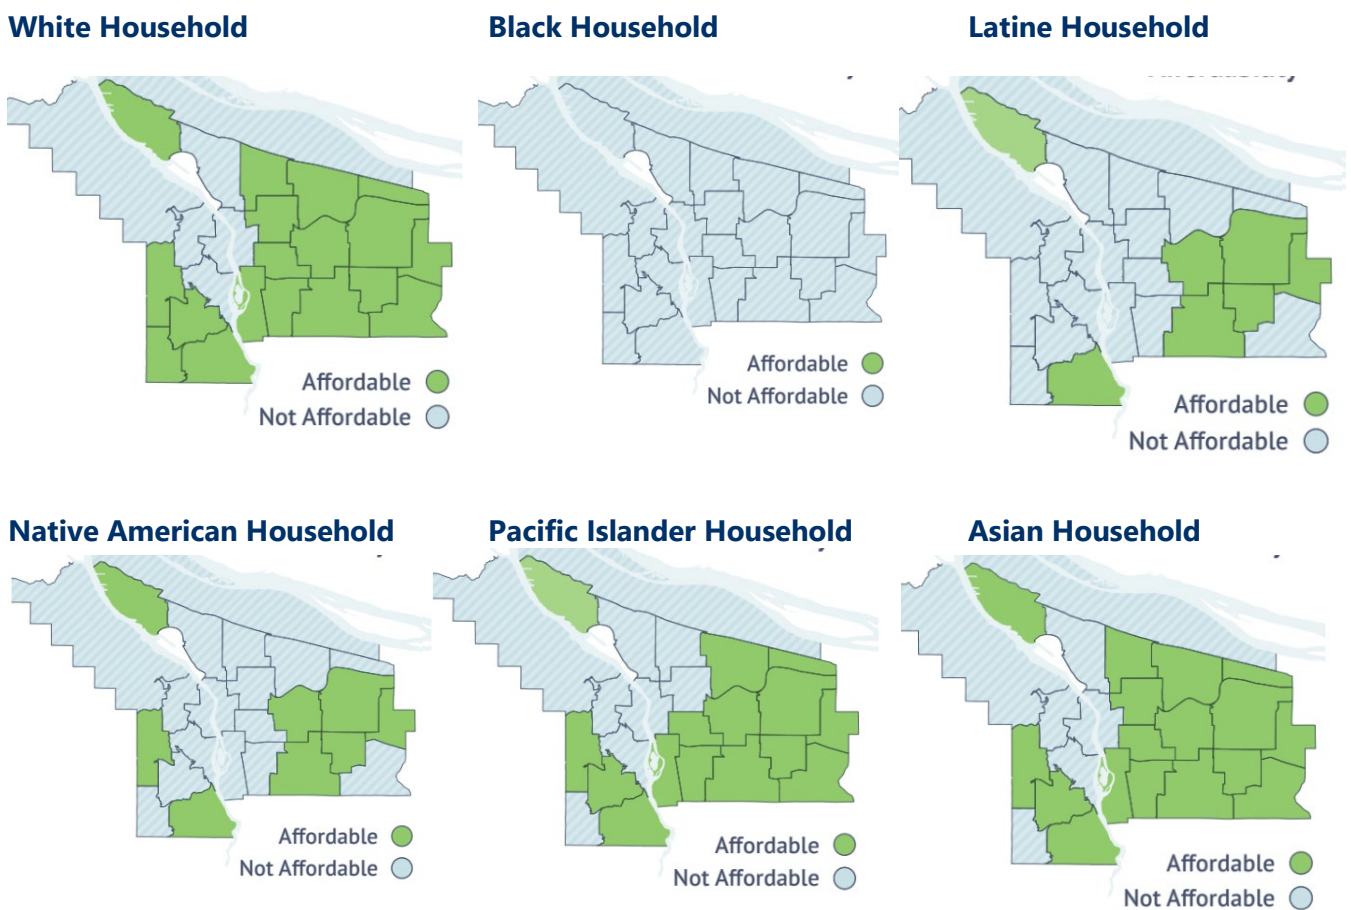 White Household
Black Household
Latine Household
Affordable
Not Affordable
Affordable
Not Affordable
Affordable
Not Affordable
Native American Household
Pacific Islander Household
Asian Household
Affordable
Not Affordable
Affordable
Not Affordable
Affordable
Not Affordable